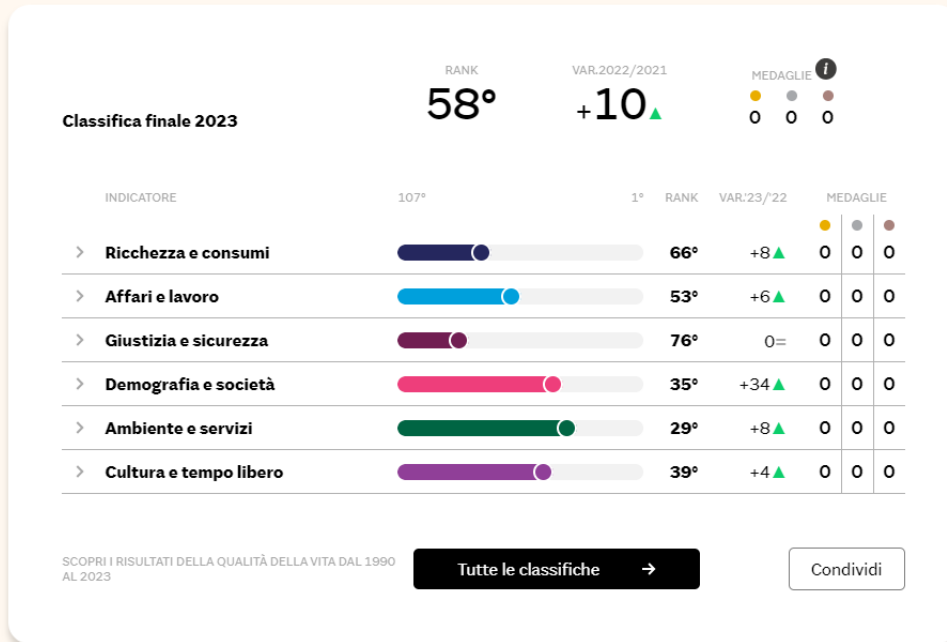 RANK
VAR.2022/2021
MEDAGLIE i
Classifica finale 2023
58°
+10▲
0 0 0
INDICATORE 107° 1° RANK VAR.'23/'22 MEDAGLIE
Ricchezza e consumi 66° +8▲ 0 0 0
Affari e lavoro 53° +6▲ 0 0 0
Giustizia e sicurezza 76° 0= 0 0 0
Demografia e società 35° +34▲ 0 0 0
Ambiente e servizi 29° +8▲ 0 0 0
Cultura e tempo libero 39° +4▲ 0 0 0
SCOPRI I RISULTATI DELLA QUALITÀ DELLA VITA DAL 1990
AL 2023
Tutte le classifiche →
Condividi